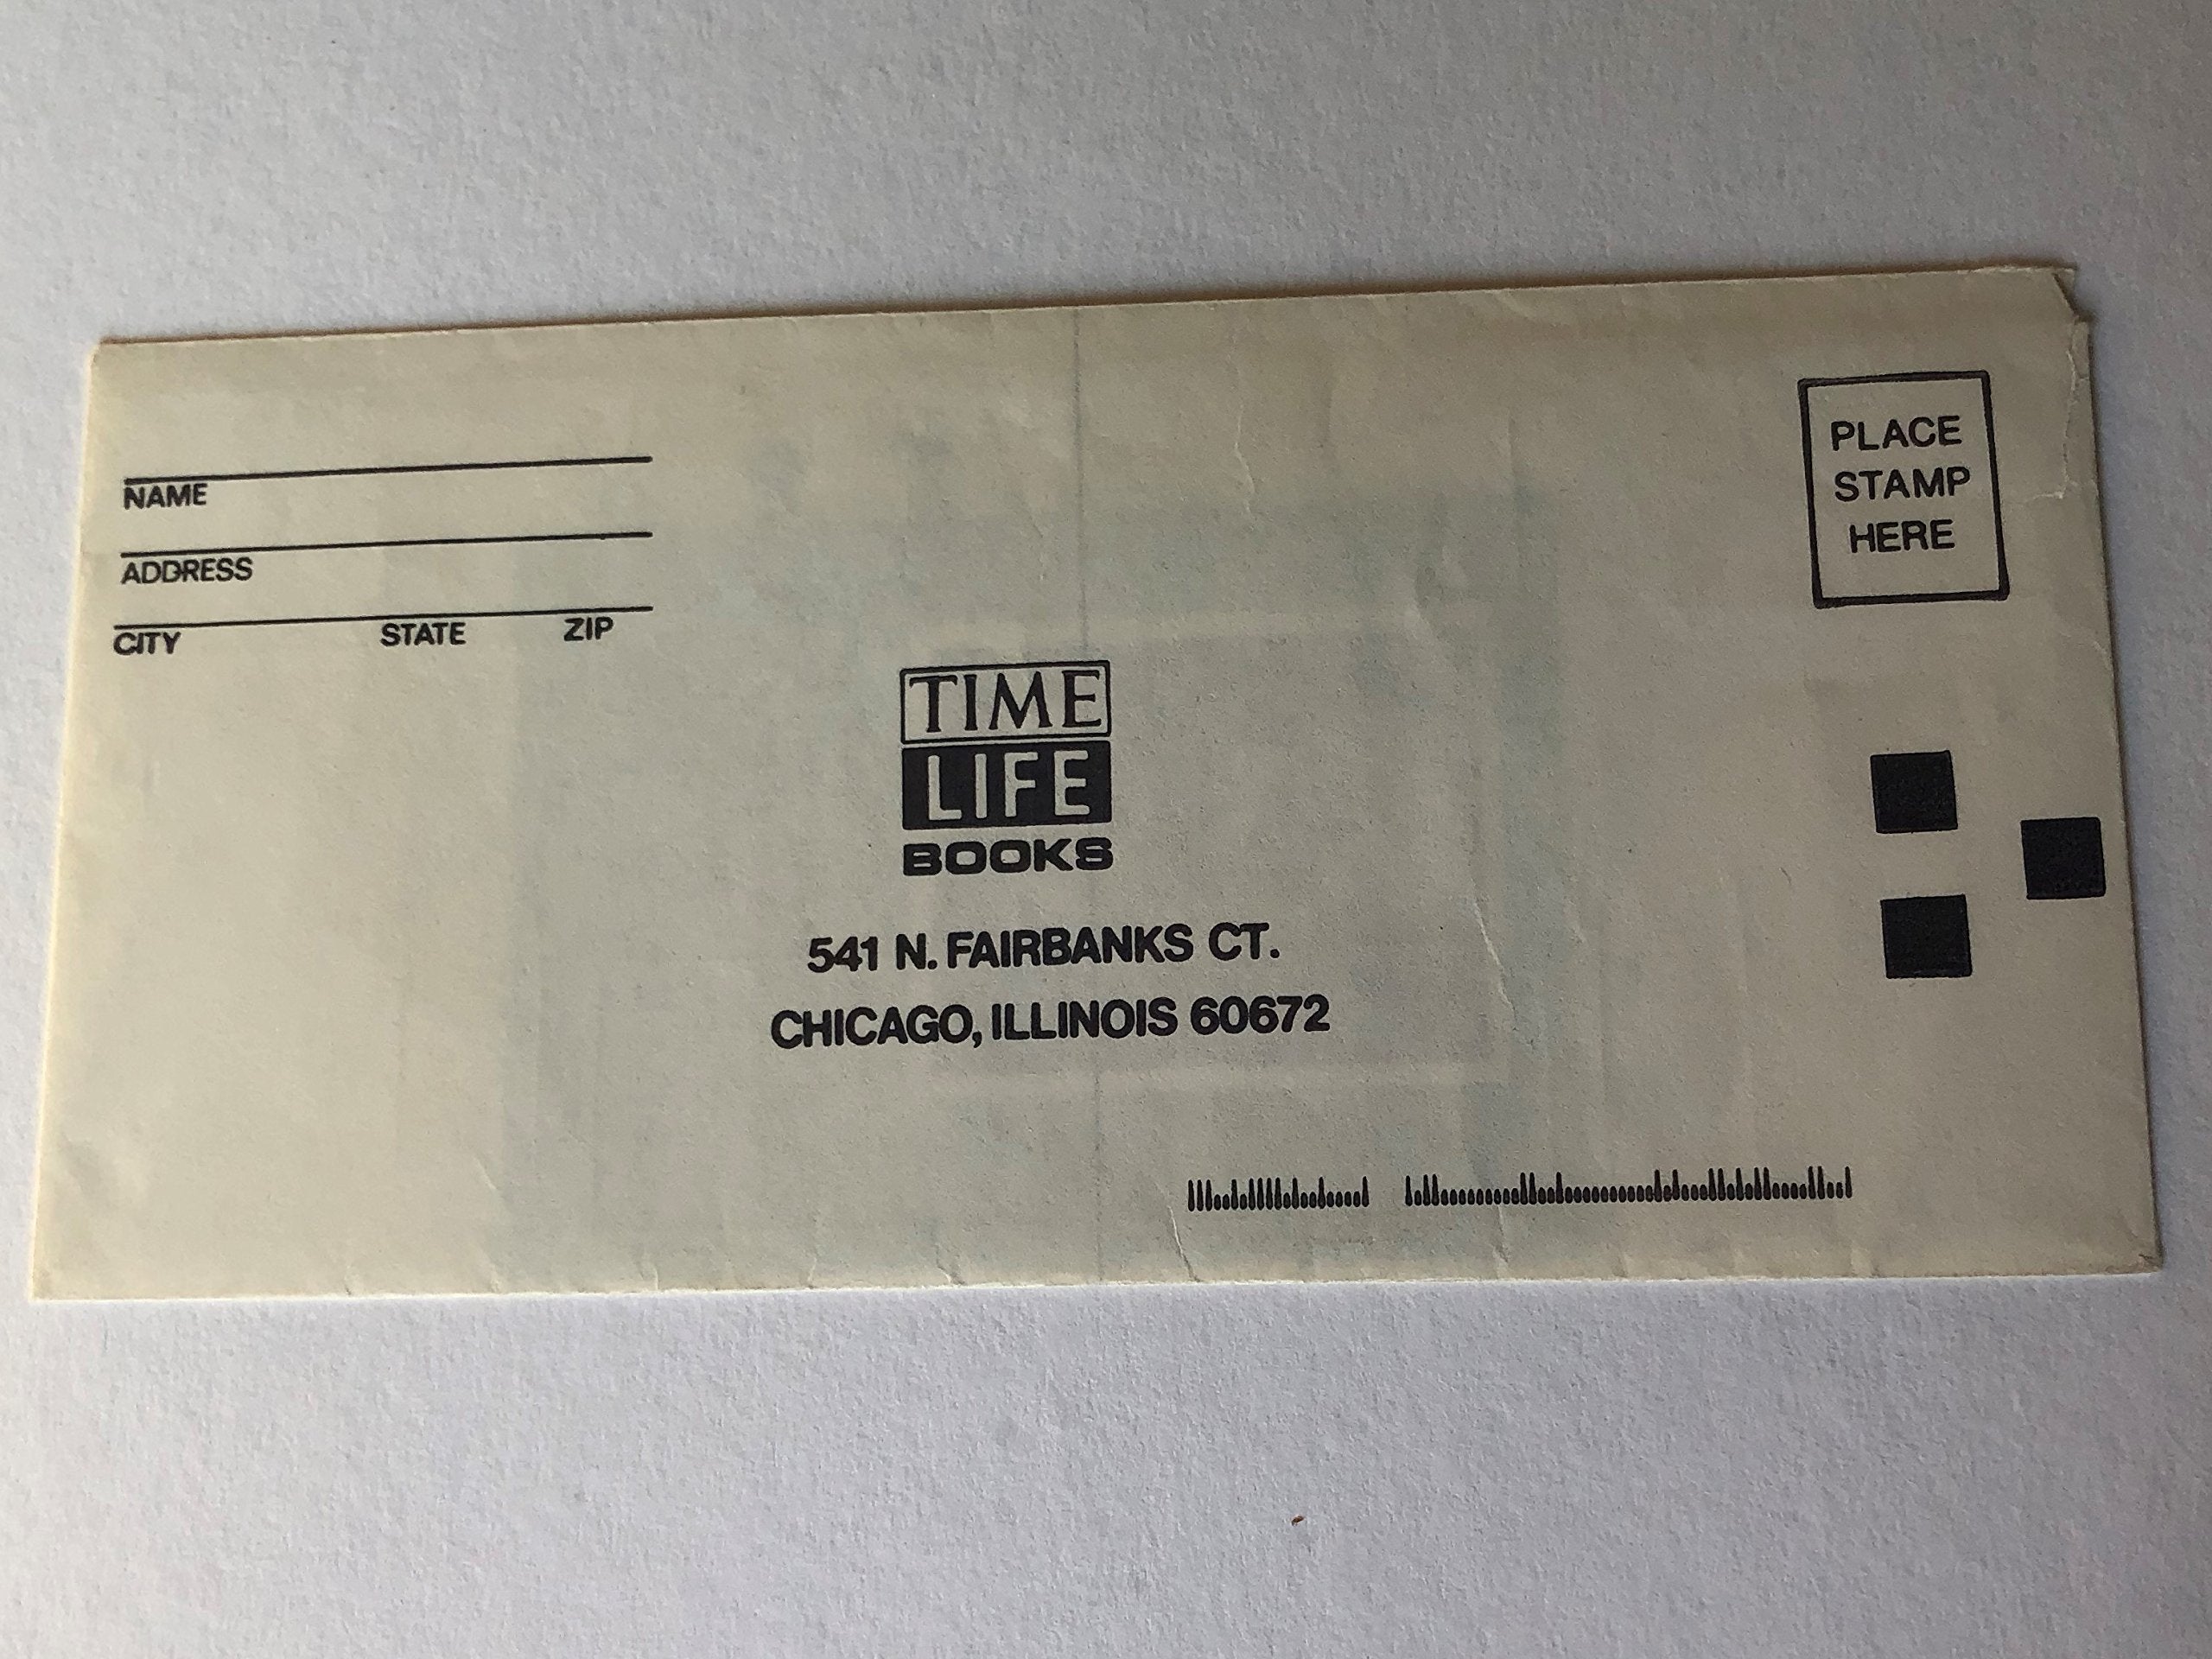 NAME
ADDRESS
CITY STATE ZIP
PLACE
STAMP
HERE
TIME
LIFE
BOOKS
541 N. FAIRBANKS CT.
CHICAGO, ILLINOIS 60672